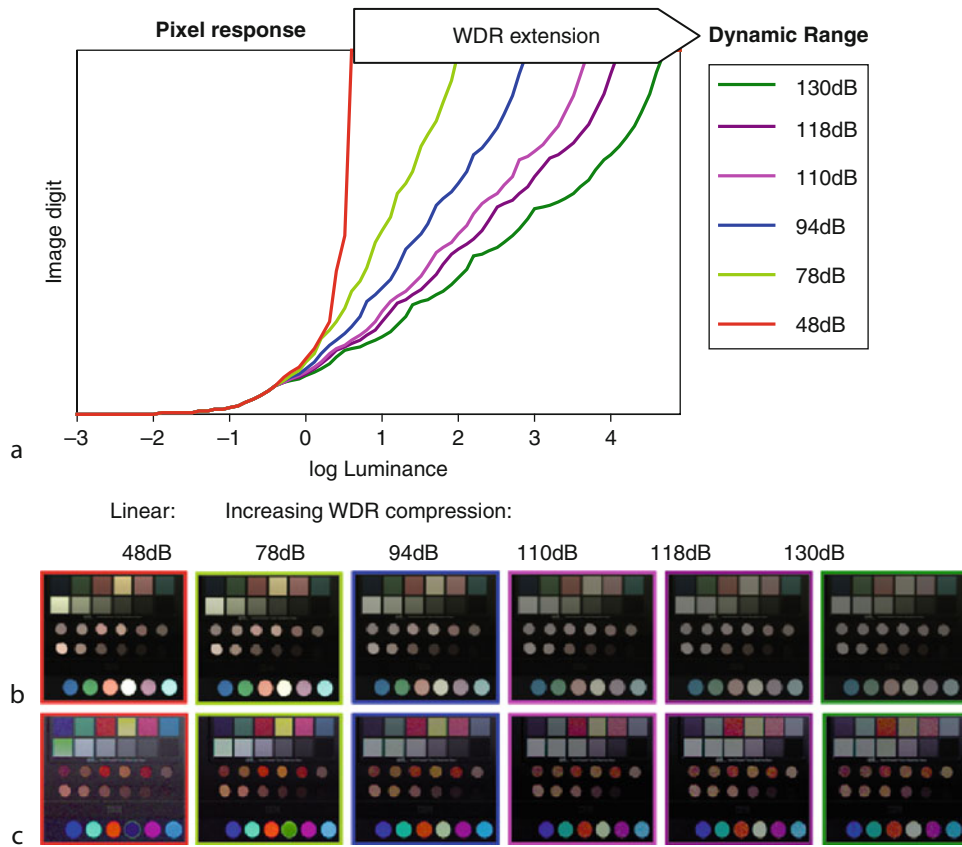 Pixel response
WDR extension
Dynamic Range
130dB
118dB
110dB
94dB
78dB
48dB
Image digit
–3 –2 –1 0 1 2 3 4
log Luminance
a
Linear: Increasing WDR compression:
48dB 78dB 94dB 110dB 118dB 130dB
b
c